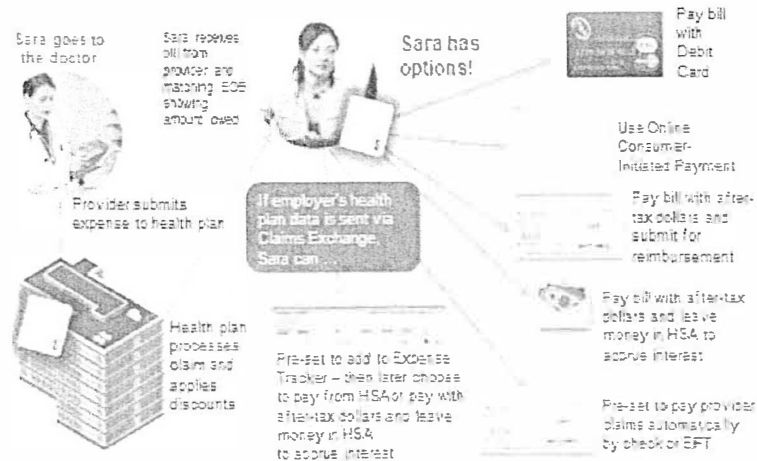 Sara goes to
the doctor
Sara receives
bill from
provider and
matching EOB
showing
amount owed
Sara has
options!
Pay bill
with
Debit
Card
Use Online
Consumer-
Initiated Payment
Provider submits
expense to health plan
If employer's health
plan data is sent via
Claims Exchange,
Sara can ...
Pay bill with after-
tax dollars and
submit for
reimbursement
Health plan
processes
claim and
applies
discounts
Pay bill with after-tax
dollars and leave
money in HSA to
accrue interest
Pre-set to add to Expense
Tracker – then later choose
to pay from HSA or pay with
after-tax dollars and leave
money in HSA
to accrue interest
Pre-set to pay provider
claims automatically
by check or EFT